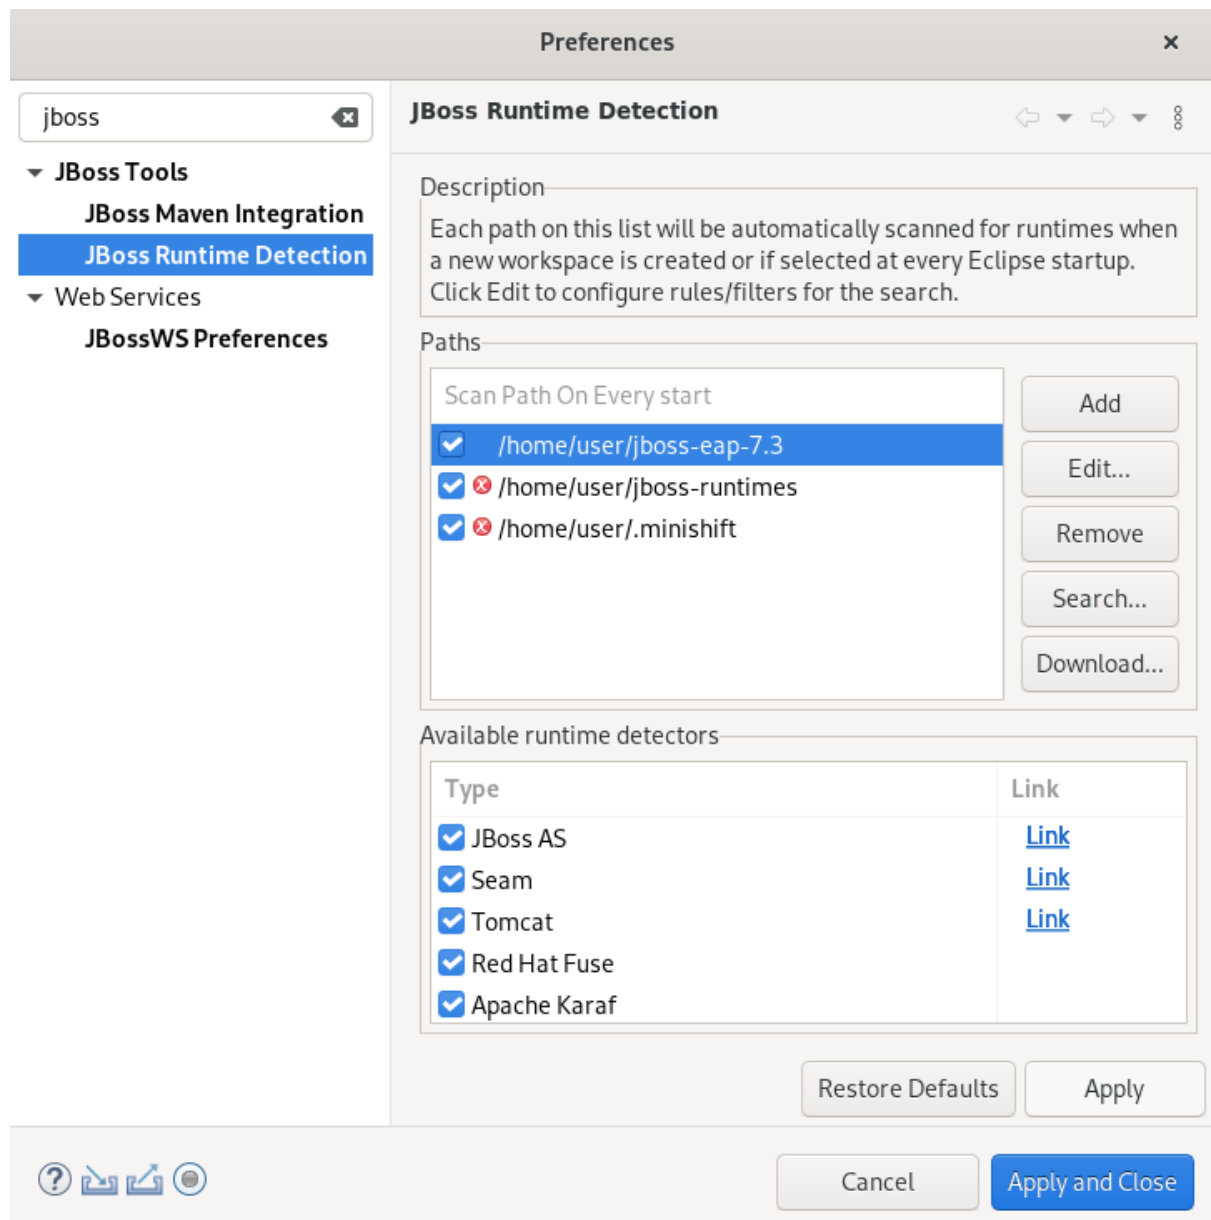 Preferences
jboss
JBoss Tools
JBoss Maven Integration
JBoss Runtime Detection
Web Services
JBossWS Preferences
JBoss Runtime Detection
Description
Each path on this list will be automatically scanned for runtimes when
a new workspace is created or if selected at every Eclipse startup.
Click Edit to configure rules/filters for the search.
Paths
Scan Path On Every start
/home/user/jboss-eap-7.3
/home/user/jboss-runtimes
/home/user/.minishift
Add
Edit...
Remove
Search...
Download...
Available runtime detectors
Type Link
JBoss AS Link
Seam Link
Tomcat Link
Red Hat Fuse
Apache Karaf
Restore Defaults Apply
Cancel Apply and Close